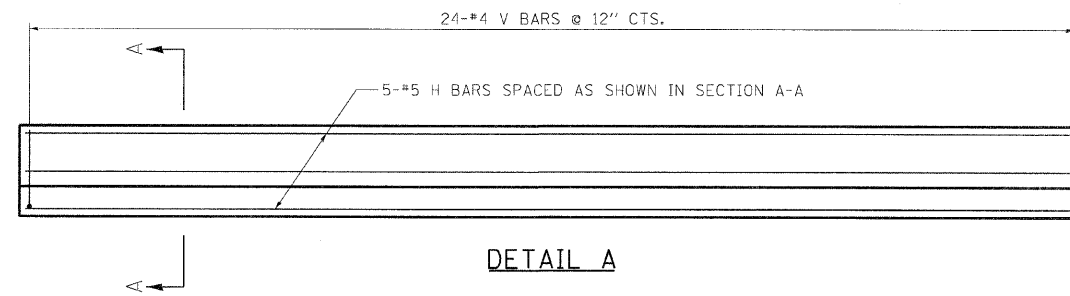 24-#4 V BARS @ 12" CTS.
A
5-#5 H BARS SPACED AS SHOWN IN SECTION A-A
DETAIL A
A